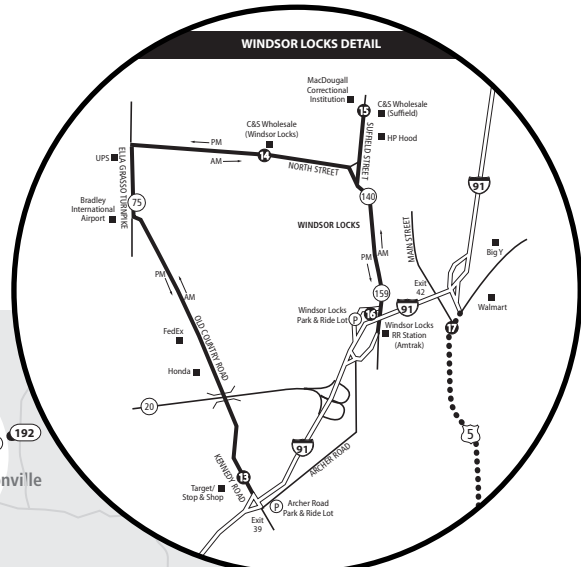 WINDSOR LOCKS DETAIL
MacDougall
Correctional
Institution
15
C&S Wholesale
(Suffield)
HP Hood
SUFFIELD STREET
C&S Wholesale
(Windsor Locks)
PM
14
AM
NORTH STREET
UPS
ELLA GRASSO TURNPIKE
75
Bradley
International
Airport
140
91
WINDSOR LOCKS
MAIN STREET
AM
PM
159
Big Y
Exit
42
Walmart
PM
AM
OLD COUNTRY ROAD
Windsor Locks
Park & Ride Lot
P
16
91
17
Windsor Locks
RR Station
(Amtrak)
FedEx
Honda
20
5
91
ARCHER ROAD
KENNEDY ROAD
13
Target/
Stop & Shop
P
Archer Road
Park & Ride Lot
Exit
39
192
onville